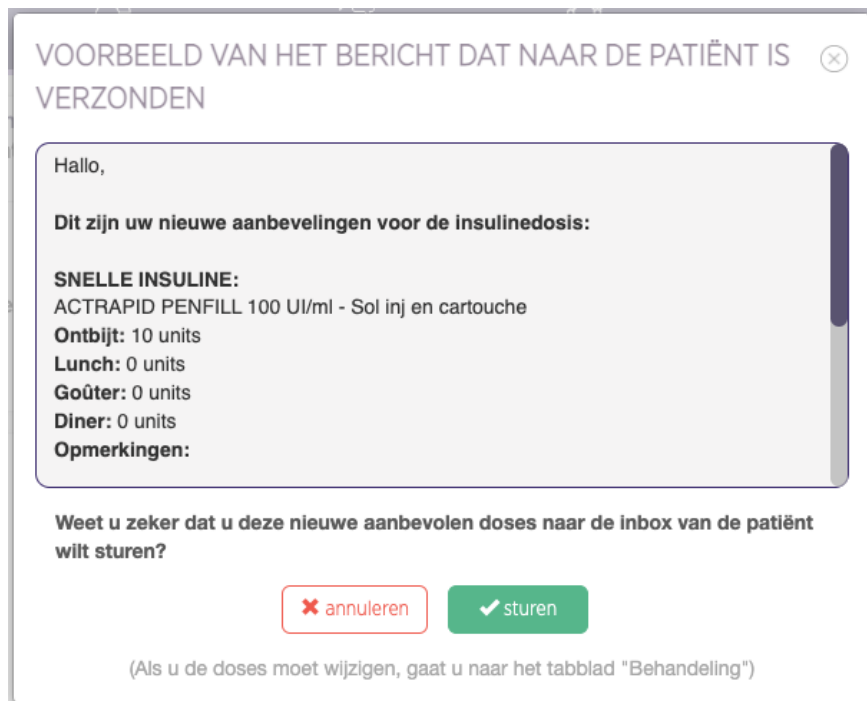 VOORBEELD VAN HET BERICHT DAT NAAR DE PATIËNT IS
VERZONDEN
Hallo,
Dit zijn uw nieuwe aanbevelingen voor de insulinedosis:
SNELLE INSULINE:
ACTRAPID PENFILL 100 UI/ml - Sol inj en cartouche
Ontbijt: 10 units
Lunch: 0 units
Goûter: 0 units
Diner: 0 units
Opmerkingen:
Weet u zeker dat u deze nieuwe aanbevolen doses naar de inbox van de patiënt
wilt sturen?
annuleren
sturen
(Als u de doses moet wijzigen, gaat u naar het tabblad "Behandeling")